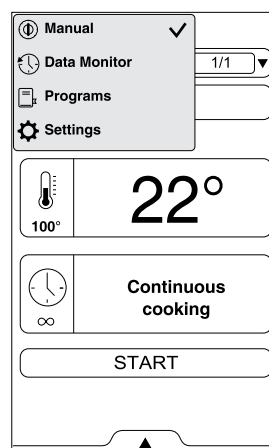 Manual
Data Monitor
1/1
Programs
Settings
100°
22°
∞
Continuous
cooking
START